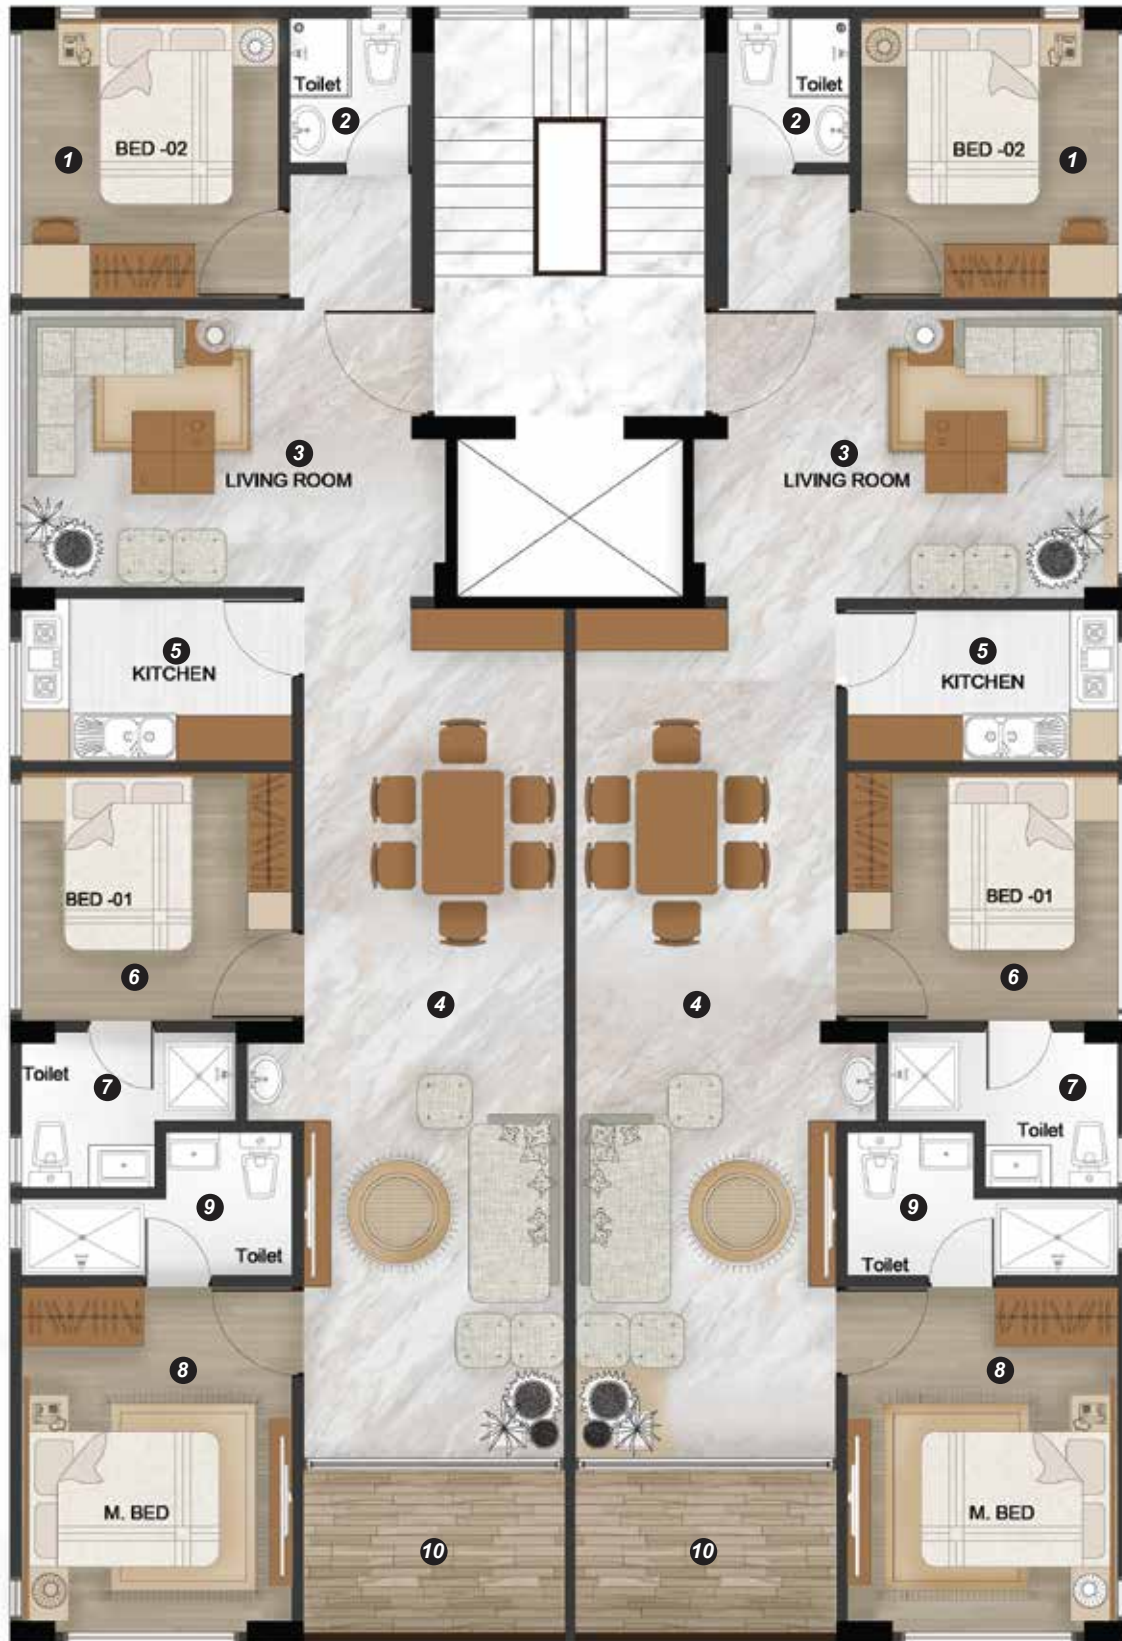 Toilet
2
BED -02
1
Toilet
2
BED -02
1
3
LIVING ROOM
3
LIVING ROOM
5
KITCHEN
5
KITCHEN
BED -01
6
BED -01
6
4
4
Toilet
7
7
Toilet
9
Toilet
9
Toilet
8
8
M. BED
M. BED
10
10